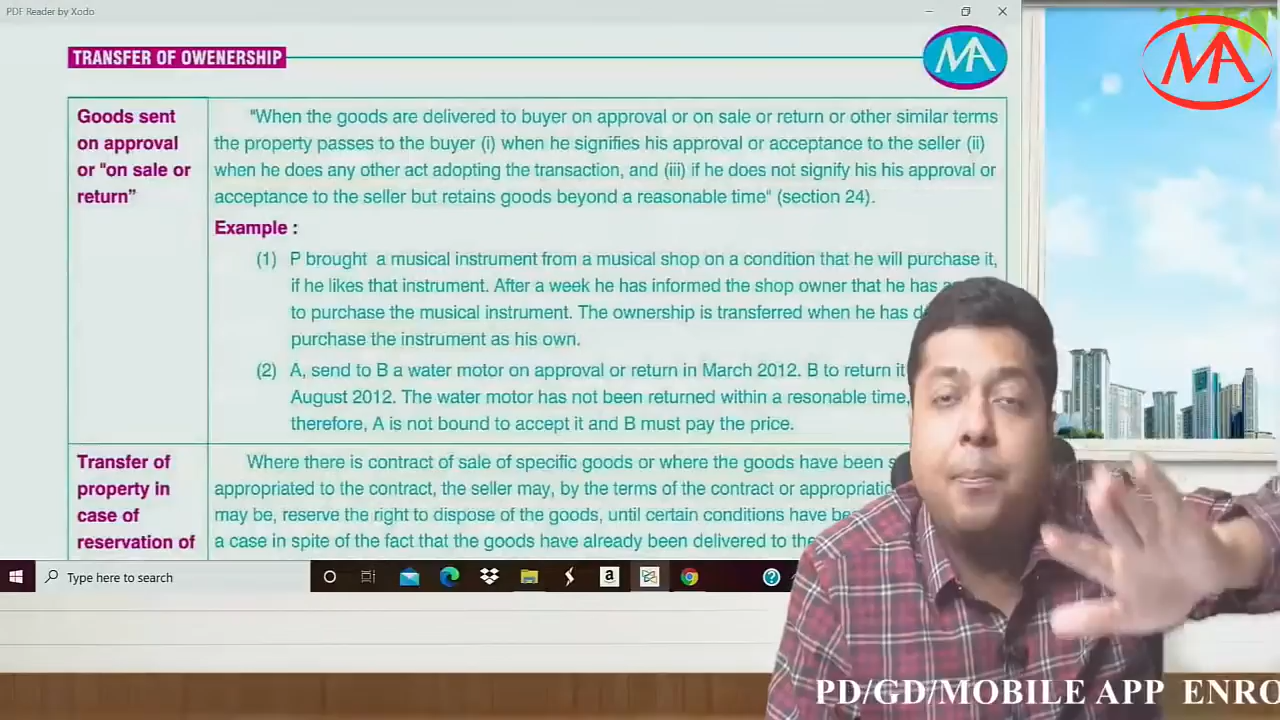 PDF Reader by Xodo
TRANSFER OF OWENERSHIP
MA
MA
Goods sent
on approval
or "on sale or
return"
"When the goods are delivered to buyer on approval or on sale or return or other similar terms
the property passes to the buyer (i) when he signifies his approval or acceptance to the seller (ii)
when he does any other act adopting the transaction, and (iii) if he does not signify his his approval or
acceptance to the seller but retains goods beyond a reasonable time" (section 24).
Example :
(1) P brought a musical instrument from a musical shop on a condition that he will purchase it,
if he likes that instrument. After a week he has informed the shop owner that he has
to purchase the musical instrument. The ownership is transferred when he has
purchase the instrument as his own.
(2) A, send to B a water motor on approval or return in March 2012. B to return it
August 2012. The water motor has not been returned within a resonable time,
therefore, A is not bound to accept it and B must pay the price.
Transfer of
property in
case of
reservation of
Where there is contract of sale of specific goods or where the goods have been
appropriated to the contract, the seller may, by the terms of the contract or
may be, reserve the right to dispose of the goods, until certain conditions have
a case in spite of the fact that the goods have already been delivered to the
Type here to search
a
?
PD/GD/MOBILE APP ENRO